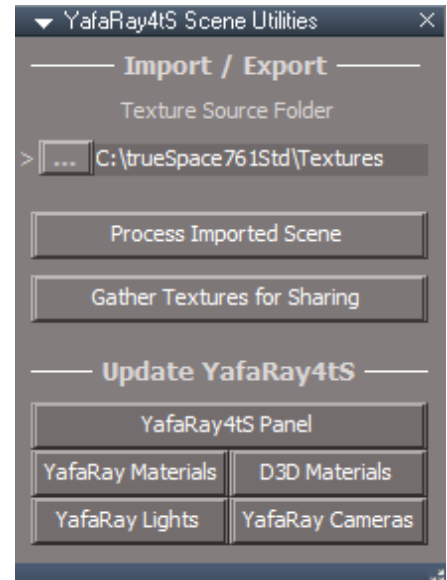 YafaRay4tS Scene Utilities
Import / Export
Texture Source Folder
> ... C:\trueSpace761Std\Textures
Process Imported Scene
Gather Textures for Sharing
Update YafaRay4tS
YafaRay4tS Panel
YafaRay Materials D3D Materials
YafaRay Lights YafaRay Cameras